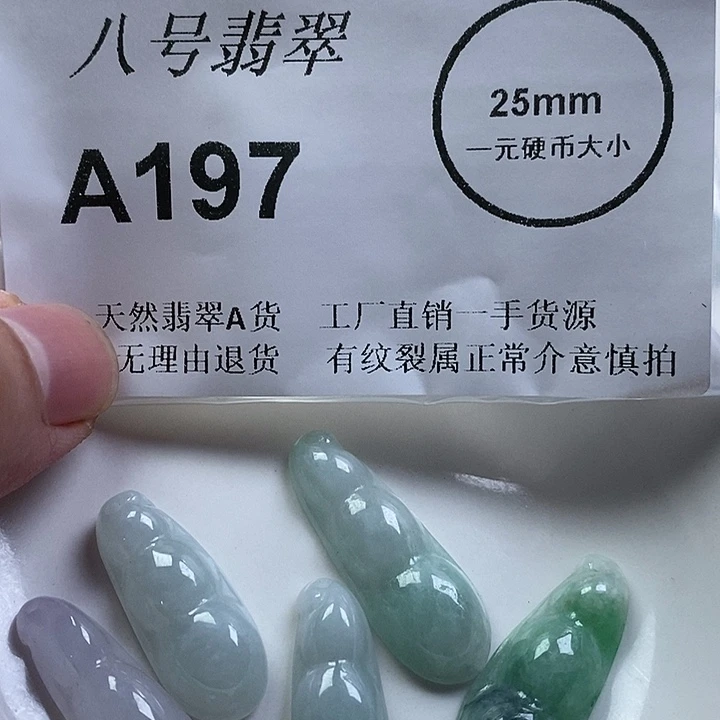 八号翡翠
A197
25mm
一元硬币大小
天然翡翠A货 工厂直销一手货源
无理由退货 有纹裂属正常介意慎拍